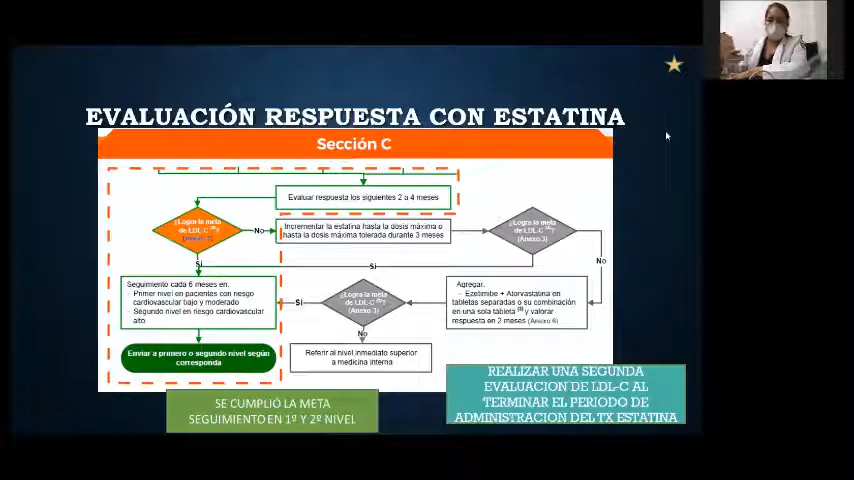 EVALUACIÓN RESPUESTA CON ESTATINA
Sección C
Evaluar respuesta los siguientes 2 a 4 meses
¿Logra la meta
de LDL-C
(Anexo 3)
No
Incrementar la estatina hasta la dosis máxima o
hasta la dosis máxima tolerada durante 3 meses
¿Logra la meta
de LDL-C
(Anexo 3)
No
Sí
Sí
Seguimiento cada 6 meses en:
- Primer nivel en pacientes con riesgo
cardiovascular bajo y moderado
- Segundo nivel en riesgo cardiovascular
alto
Sí
¿Logra la meta
de LDL-C
(Anexo 3)
Agregar.
- Ezetimibe + Atorvastatina en
tabletas separadas o su combinación
en una sola tableta y valorar
respuesta en 2 meses (Anexo 6)
No
Enviar a primero o segundo nivel según
corresponda
Referir al nivel inmediato superior
a medicina interna
SE CUMPLIÓ LA META
SEGUIMIENTO EN 1º Y 2º NIVEL
REALIZAR UNA SEGUNDA
EVALUACION DE LDL-C AL
TERMINAR EL PERIODO DE
ADMINISTRACION DEL TX ESTATINA